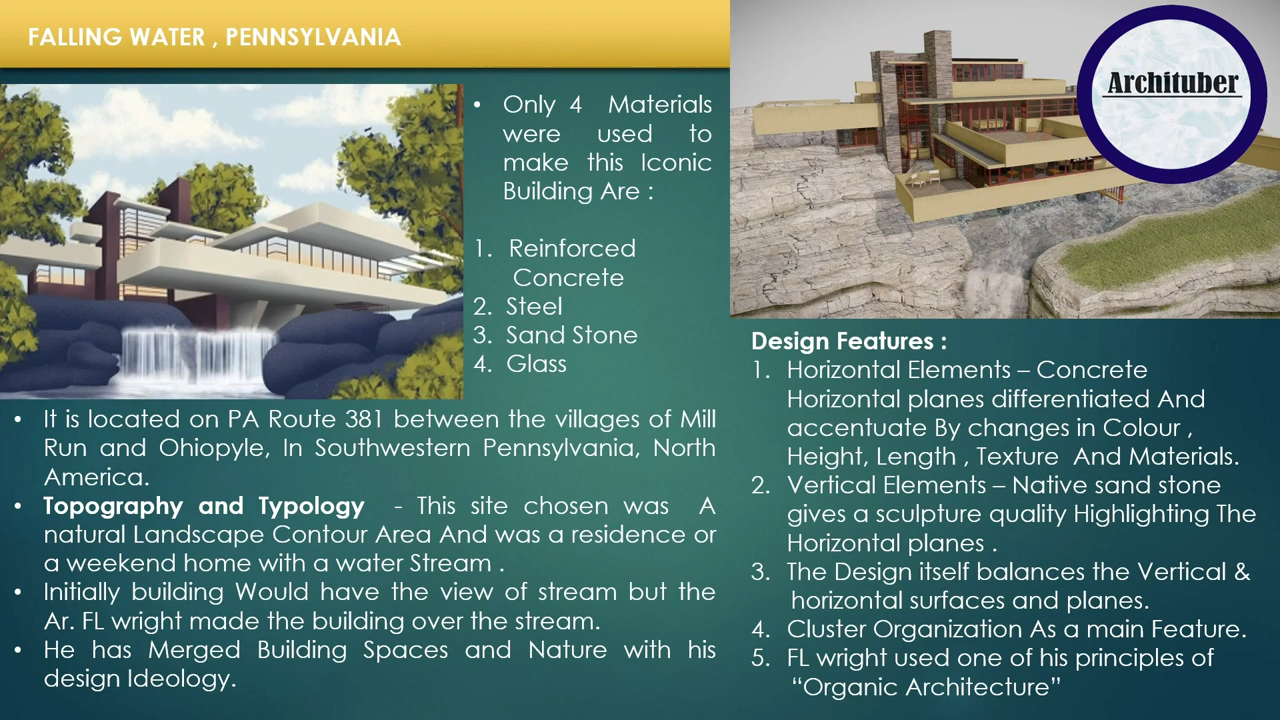 FALLING WATER , PENNSYLVANIA
• Only 4 Materials
were used to
make this Iconic
Building Are :
1. Reinforced
Concrete
2. Steel
3. Sand Stone
4. Glass
• It is located on PA Route 381 between the villages of Mill
Run and Ohiopyle, In Southwestern Pennsylvania, North
America.
• Topography and Typology - This site chosen was A
natural Landscape Contour Area And was a residence or
a weekend home with a water Stream .
• Initially building Would have the view of stream but the
Ar. FL wright made the building over the stream.
• He has Merged Building Spaces and Nature with his
design Ideology.
Archituber
Design Features :
1. Horizontal Elements – Concrete
Horizontal planes differentiated And
accentuate By changes in Colour ,
Height, Length , Texture And Materials.
2. Vertical Elements – Native sand stone
gives a sculpture quality Highlighting The
Horizontal planes .
3. The Design itself balances the Vertical &
horizontal surfaces and planes.
4. Cluster Organization As a main Feature.
5. FL wright used one of his principles of
“Organic Architecture”